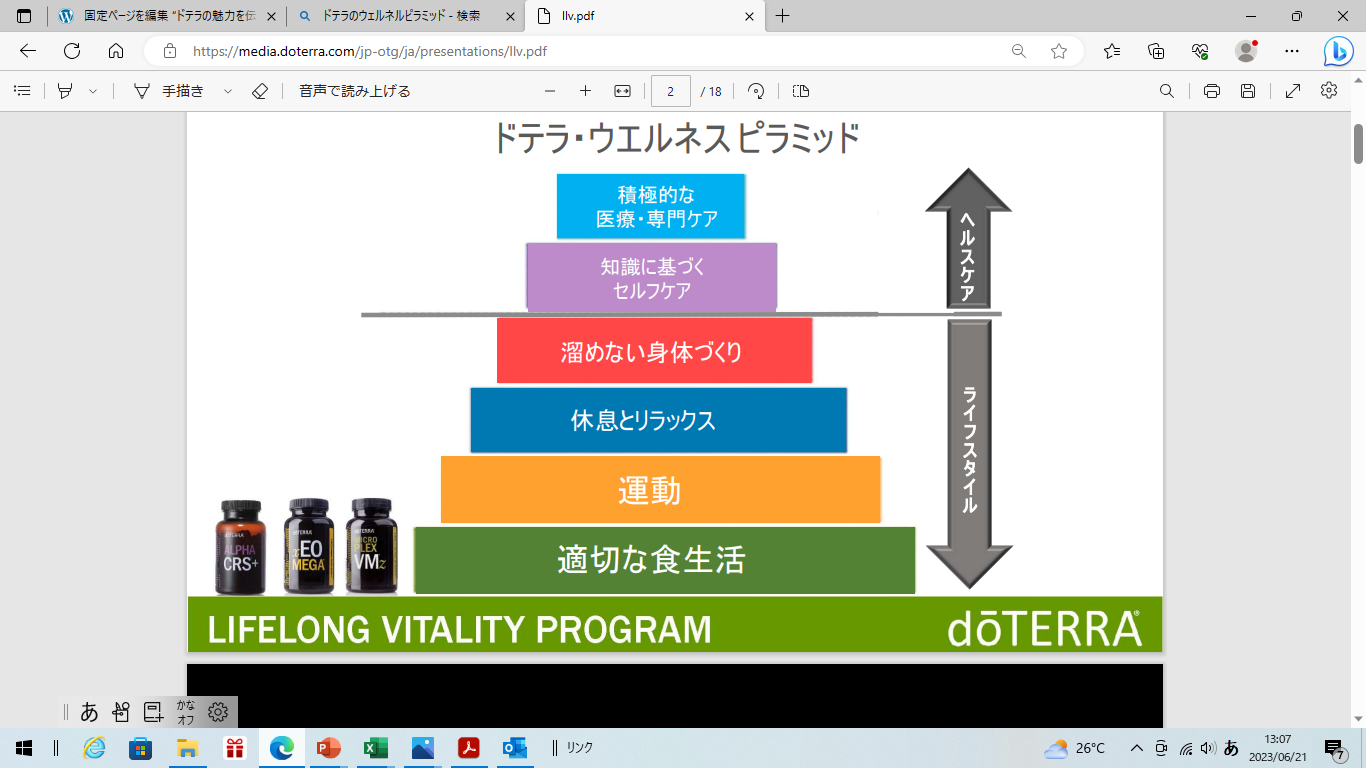 固定ページを編集 “ドテラの魅力を伝
ドテラのウェルネルピラミッド - 検索
llv.pdf
https://media.doterra.com/jp-otg/ja/presentations/llv.pdf
手描き
音声で読み上げる
2 / 18
ドテラ・ウエルネス ピラミッド
積極的な
医療・専門ケア
知識に基づく
セルフケア
ヘルスケア
溜めない身体づくり
休息とリラックス
運動
適切な食生活
ライフスタイル
dōTERRA
ALPHA
CRS+
dōTERRA
xEO
MEGA
dōTERRA
MICRO
PLEX
VMz
LIFELONG VITALITY PROGRAM
dōTERRA®
あ
かな
オフ
リンク
26°C
あ
13:07
2023/06/21
7